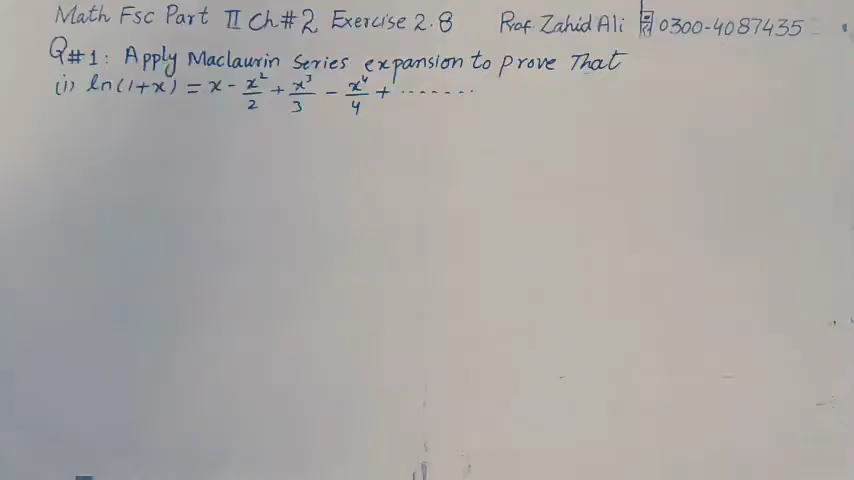 Math Fsc Part II Ch#2 Exercise 2.8 Prof Zahid Ali 0300-4087435
Q#1: Apply Maclaurin Series expansion to prove That
(i) ln(1+x) = x - x²/2 + x³/3 - x⁴/4 + ........